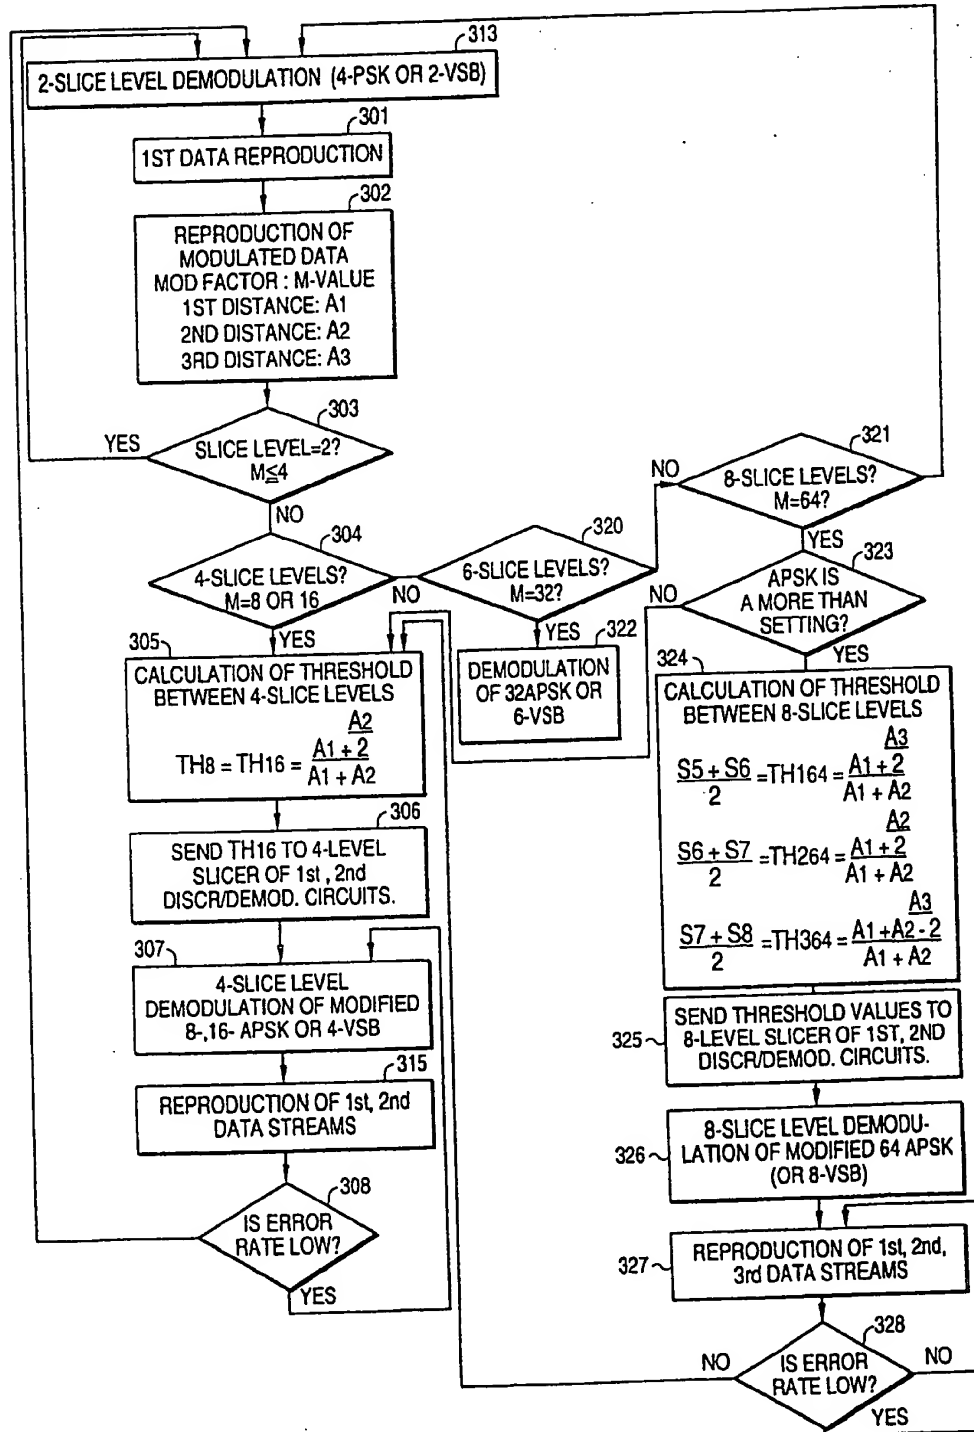 313
2-SLICE LEVEL DEMODULATION (4-PSK OR 2-VSB)
301
1ST DATA REPRODUCTION
302
REPRODUCTION OF
MODULATED DATA
MOD FACTOR : M-VALUE
1ST DISTANCE: A1
2ND DISTANCE: A2
3RD DISTANCE: A3
303
YES
SLICE LEVEL=2?
M≦4
NO
304
4-SLICE LEVELS?
M=8 OR 16
NO
YES
320
6-SLICE LEVELS?
M=32?
NO
YES
321
8-SLICE LEVELS?
M=64?
YES
322
DEMODULATION
OF 32APSK OR
6-VSB
323
NO
APSK IS
A MORE THAN
SETTING?
YES
305
CALCULATION OF THRESHOLD
BETWEEN 4-SLICE LEVELS
A2
TH8 = TH16 = A1 + 2
A1 + A2
306
SEND TH16 TO 4-LEVEL
SLICER OF 1st , 2nd
DISCR/DEMOD. CIRCUITS.
307
4-SLICE LEVEL
DEMODULATION OF MODIFIED
8-,16- APSK OR 4-VSB
315
REPRODUCTION OF 1st, 2nd
DATA STREAMS
308
IS ERROR
RATE LOW?
YES
324
CALCULATION OF THRESHOLD
BETWEEN 8-SLICE LEVELS
A3
S5 + S6 =TH164= A1 + 2
2 A1 + A2
A2
S6 + S7 =TH264= A1 + 2
2 A1 + A2
A3
S7 + S8 =TH364= A1 +A2 - 2
2 A1 + A2
325
SEND THRESHOLD VALUES TO
8-LEVEL SLICER OF 1ST, 2ND
DISCR/DEMOD. CIRCUITS.
326
8-SLICE LEVEL DEMODU-
LATION OF MODIFIED 64 APSK
(OR 8-VSB)
327
REPRODUCTION OF 1st, 2nd,
3rd DATA STREAMS
328
NO
IS ERROR
RATE LOW?
NO
YES